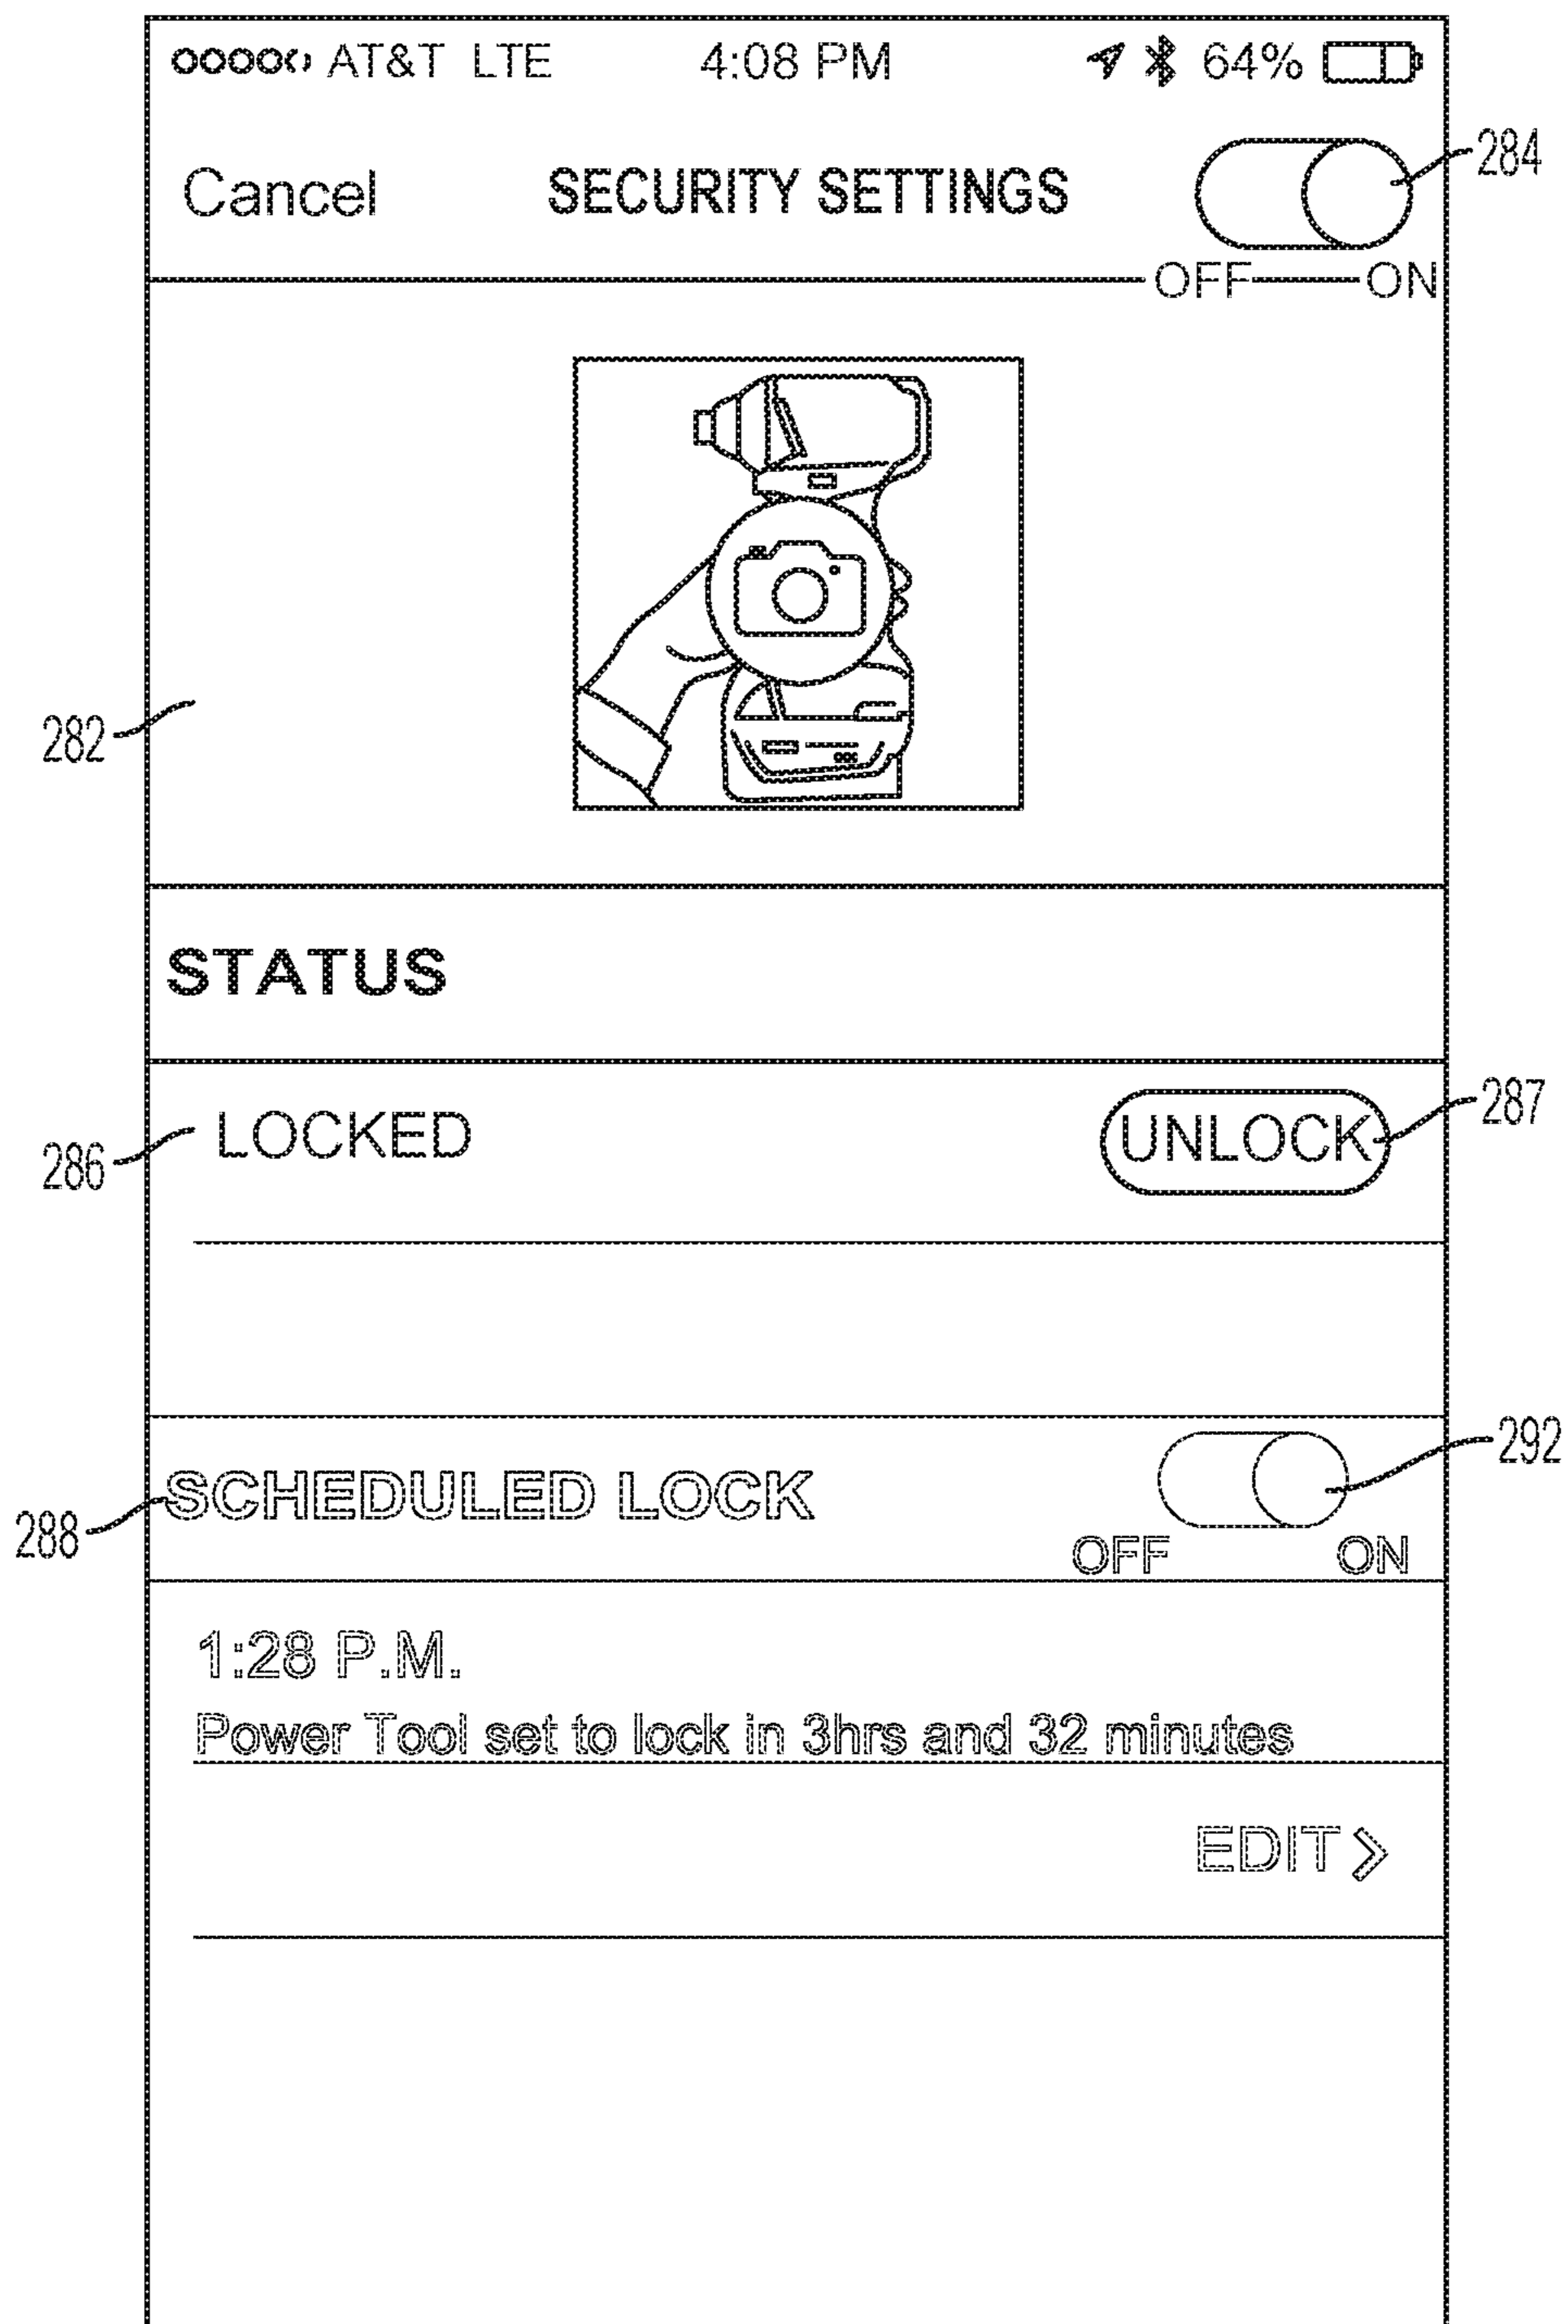 AT&T LTE 4:08 PM 64%
284
Cancel SECURITY SETTINGS
OFF ON
282
STATUS
287
286 LOCKED UNLOCK
292
288 SCHEDULED LOCK
OFF ON
1:28 P.M.
Power Tool set to lock in 3hrs and 32 minutes
EDIT >